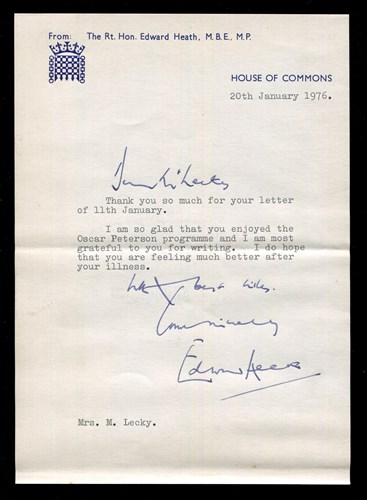 From: The Rt. Hon. Edward Heath, M.B.E., M.P.
HOUSE OF COMMONS
20th January 1976.
Dear Mrs Lecky
Thank you so much for your letter
of 11th January.
I am so glad that you enjoyed the
Oscar Peterson programme and I am most
grateful to you for writing. I do hope
that you are feeling much better after
your illness.
With best wishes.
Yours sincerely
Edward Heath
Mrs. M. Lecky.